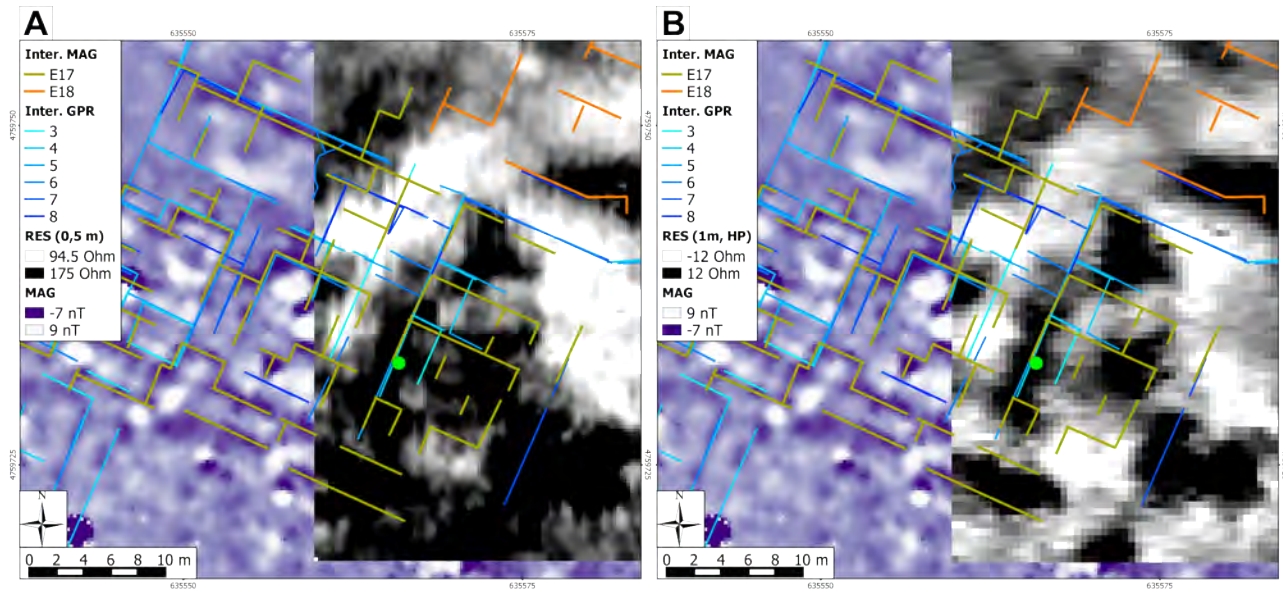 A
635550
635575
Inter. MAG
E17
E18
Inter. GPR
3
4
5
6
7
8
RES (0,5 m)
94.5 Ohm
175 Ohm
MAG
-7 nT
9 nT
4759750
4759725
N
0 2 4 6 8 10 m
635550
635575
B
635550
635575
Inter. MAG
E17
E18
Inter. GPR
3
4
5
6
7
8
RES (1m, HP)
-12 Ohm
12 Ohm
MAG
9 nT
-7 nT
4759750
4759725
N
0 2 4 6 8 10 m
635550
635575